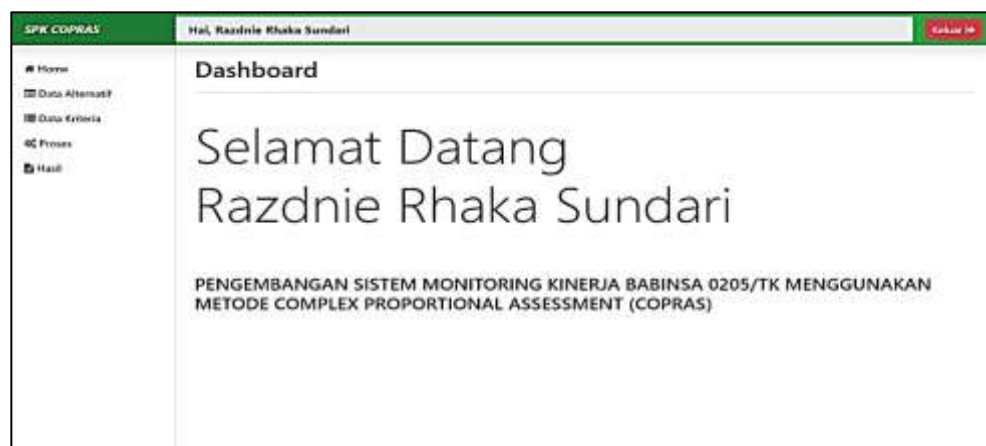 SPK COPRAS
Hai, Razdnie Rhaka Sundari
Keluar
Home
Data Alternatif
Data Kriteria
Proses
Hasil
Dashboard
Selamat Datang
Razdnie Rhaka Sundari
PENGEMBANGAN SISTEM MONITORING KINERJA BABINSA 0205/TK MENGGUNAKAN
METODE COMPLEX PROPORTIONAL ASSESSMENT (COPRAS)